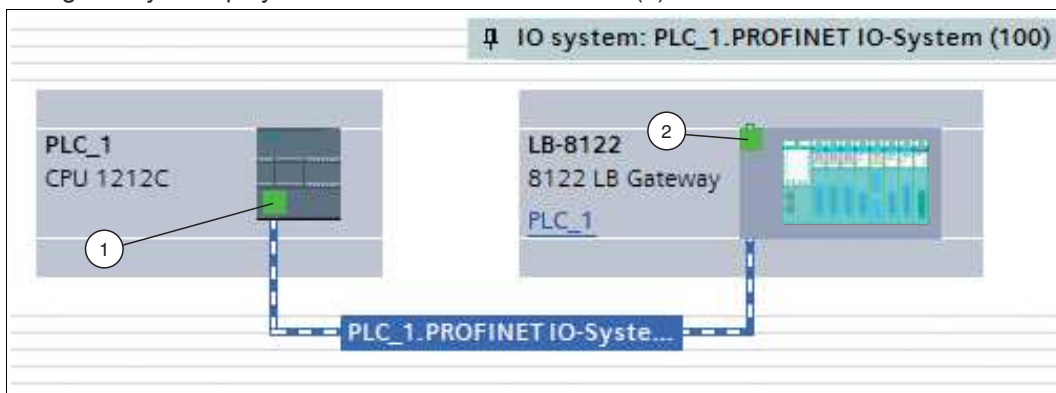 IO system: PLC_1.PROFINET IO-System (100)
PLC_1
CPU 1212C
1
LB-8122
8122 LB Gateway
PLC_1
2
PLC_1.PROFINET IO-Syste...